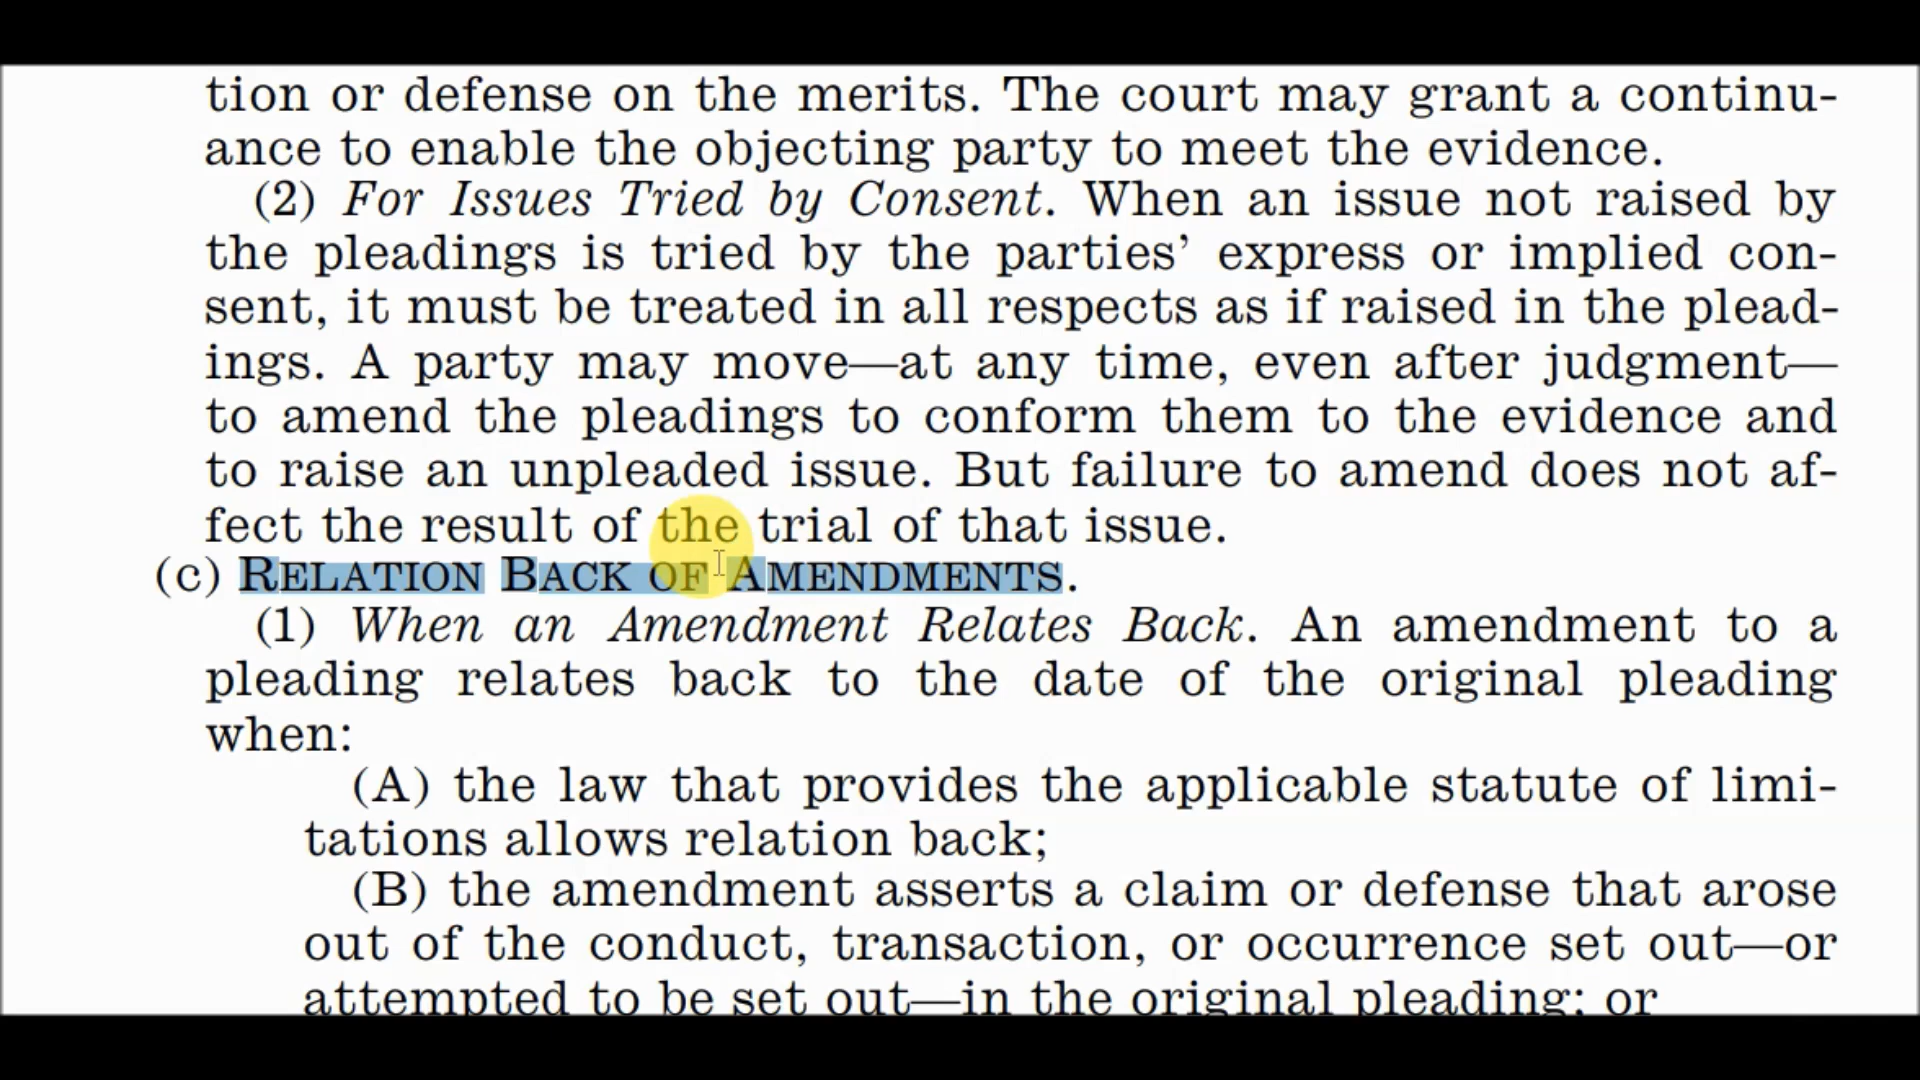 tion or defense on the merits. The court may grant a continu-
ance to enable the objecting party to meet the evidence.
(2) For Issues Tried by Consent. When an issue not raised by
the pleadings is tried by the parties’ express or implied con-
sent, it must be treated in all respects as if raised in the plead-
ings. A party may move—at any time, even after judgment—
to amend the pleadings to conform them to the evidence and
to raise an unpleaded issue. But failure to amend does not af-
fect the result of the trial of that issue.
(c) RELATION BACK OF AMENDMENTS.
(1) When an Amendment Relates Back. An amendment to a
pleading relates back to the date of the original pleading
when:
(A) the law that provides the applicable statute of limi-
tations allows relation back;
(B) the amendment asserts a claim or defense that arose
out of the conduct, transaction, or occurrence set out—or
attempted to be set out—in the original pleading; or